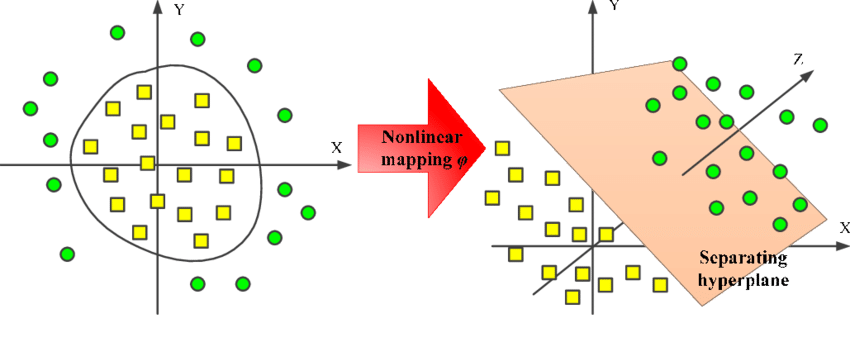 Y
X
Nonlinear
mapping φ
Y
Z
X
Separating
hyperplane